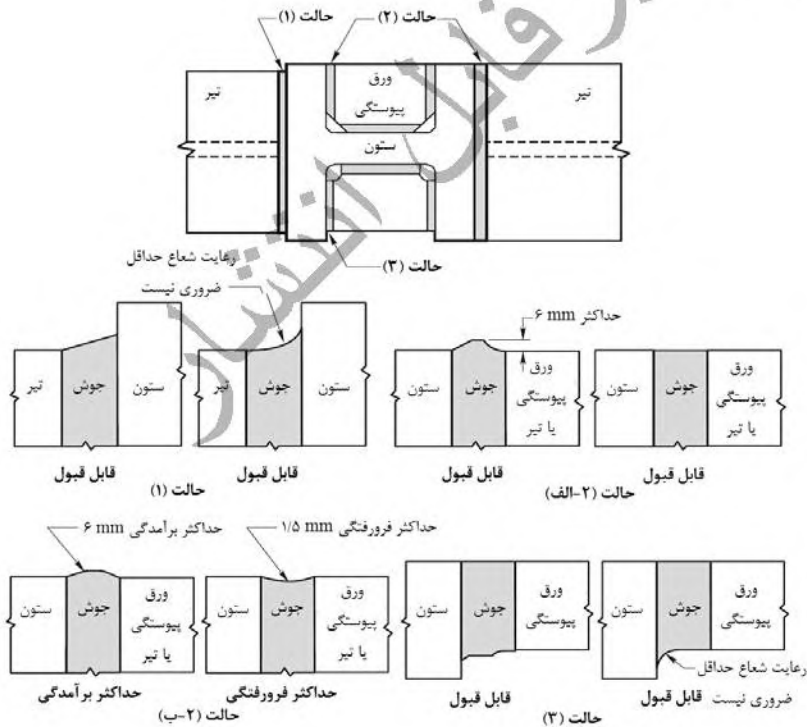 حالت (۱)
حالت (۲)
تیر
ورق
پیوستگی
تیر
ستون
حالت (۳)
رعایت شعاع حداقل
ضروری نیست
حداکثر ۶ mm
تیر
جوش
ستون
تیر
جوش
ستون
ستون
جوش
ورق
پیوستگی
یا تیر
ستون
جوش
ورق
پیوستگی
یا تیر
قابل قبول
قابل قبول
قابل قبول
قابل قبول
حالت (۱)
حالت (۲-الف)
حداکثر برآمدگی ۶ mm
حداکثر فرورفتگی ۱/۵ mm
ستون
جوش
ورق
پیوستگی
یا تیر
ستون
جوش
ورق
پیوستگی
یا تیر
ستون
جوش
ورق
پیوستگی
ستون
جوش
ورق
پیوستگی
رعایت شعاع حداقل
ضروری نیست
حداکثر برآمدگی
حداکثر فرورفتگی
قابل قبول
قابل قبول
حالت (۲-ب)
حالت (۳)
قابل انتشار